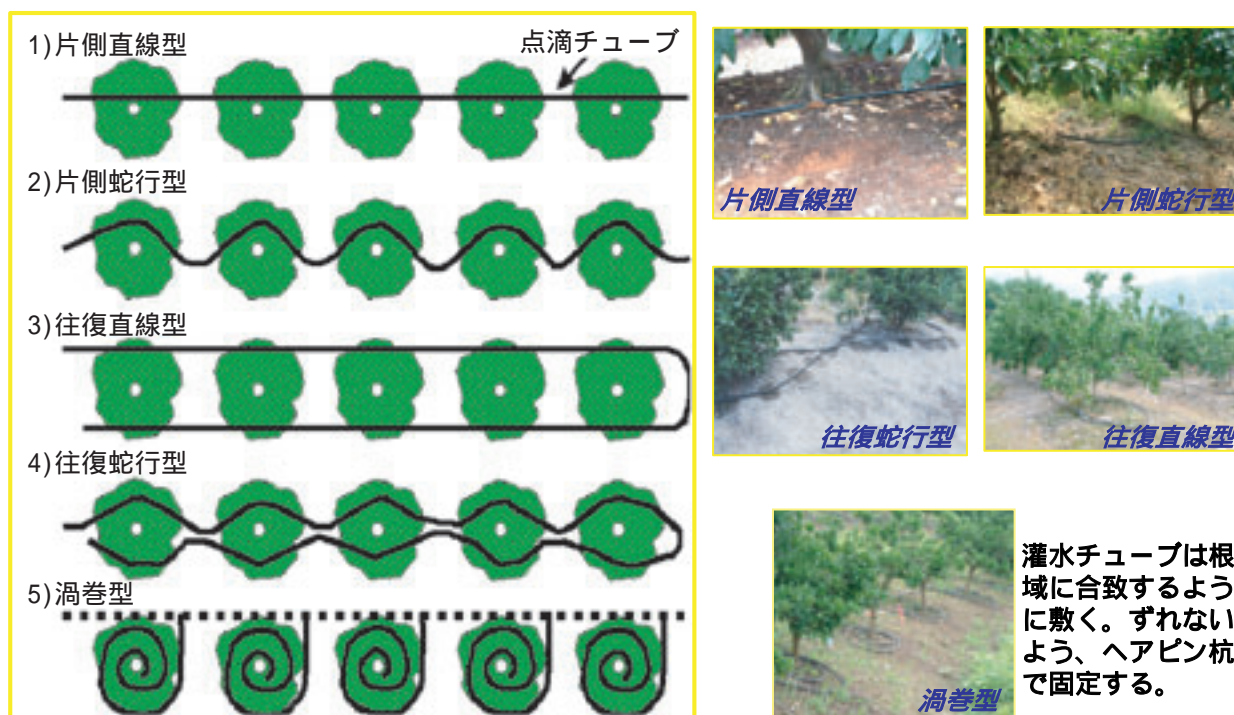 1)片側直線型
点滴チューブ
2)片側蛇行型
3)往復直線型
4)往復蛇行型
5)渦巻型
片側直線型
片側蛇行型
往復蛇行型
往復直線型
渦巻型
灌水チューブは根
域に合致するよう
に敷く。ずれない
よう、ヘアピン杭
で固定する。